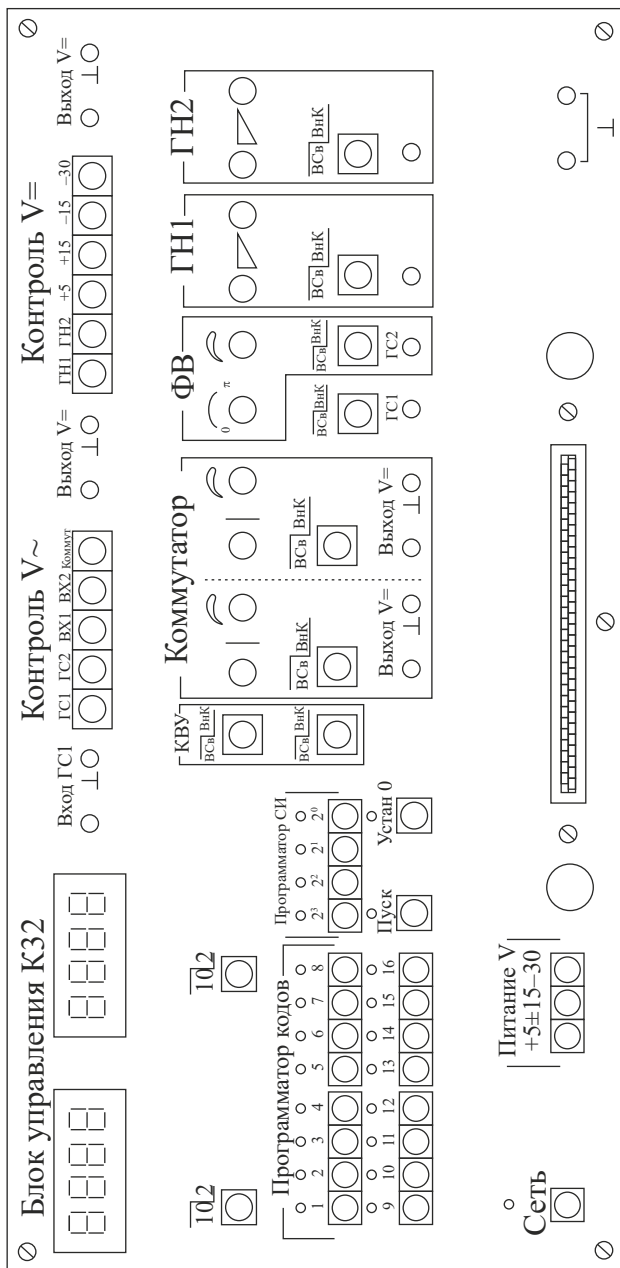 Блок управления К32
Вход ГС1
⊥
Контроль V~
ГС1 ГС2 ВХ1 ВХ2 Коммут
Выход V=
⊥
Контроль V=
ГН1 ГН2 +5 +15 –15 –30
Выход V=
⊥
10 2
10 2
Программатор кодов
1 2 3 4 5 6 7 8
9 10 11 12 13 14 15 16
Программатор СИ
2³ 2² 2¹ 2⁰
Пуск
Устан 0
КВУ
ВСв ВнК
ВСв ВнК
Коммутатор
ВСв ВнК
Выход V=
⊥
ВСв ВнК
Выход V=
⊥
ФВ
0 π
ВСв ВнК
ГС1
ВСв ВнК
ГС2
ГН1
ВСв ВнК
ГН2
ВСв ВнК
Сеть
Питание V
+5±15–30
⊥